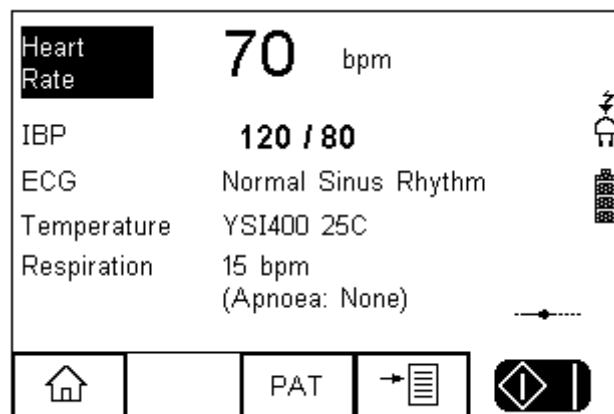 Heart
Rate
70 bpm
IBP 120 / 80
ECG Normal Sinus Rhythm
Temperature YSI400 25C
Respiration 15 bpm
(Apnoea: None)
PAT